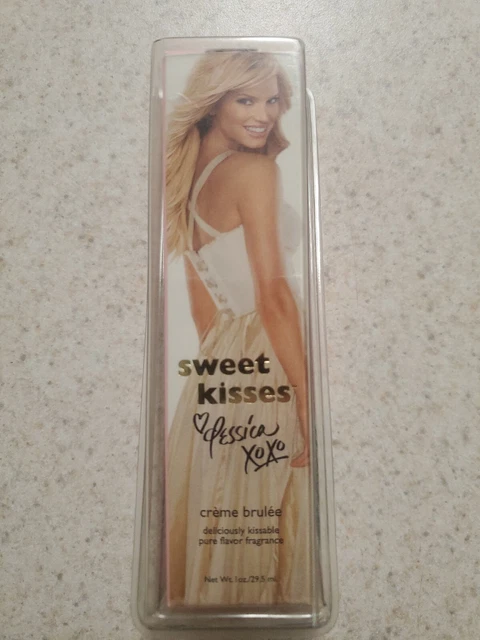 sweet
kisses
Jessica
XOXO
crème brulée
deliciously kissable
pure flavor fragrance
Net Wt. 1oz./29.5 mL